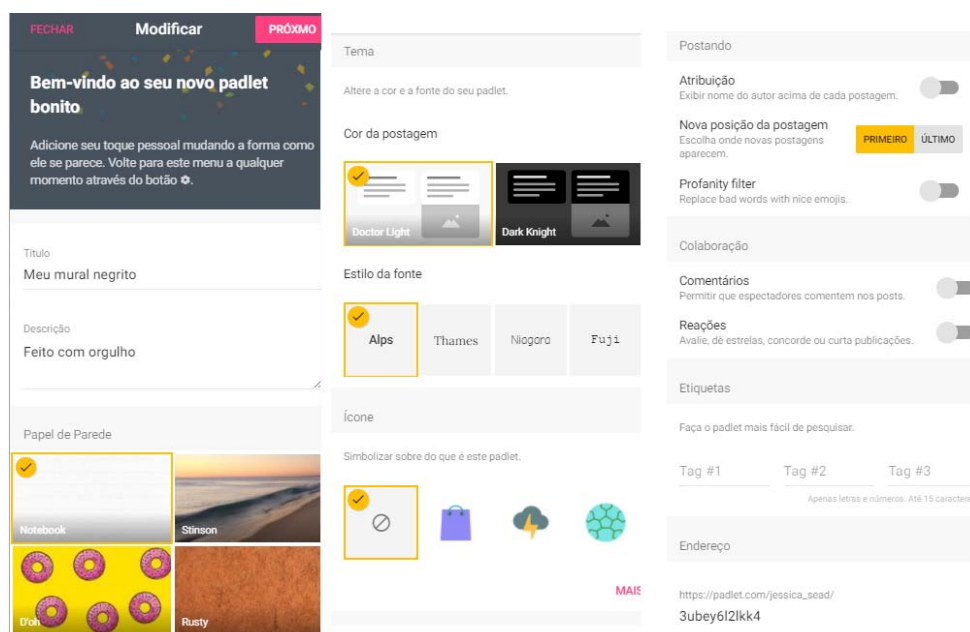 FECHAR
Modificar
PRÓXMO
Bem-vindo ao seu novo padlet
bonito
Adicione seu toque pessoal mudando a forma como
ele se parece. Volte para este menu a qualquer
momento através do botão ⚙.
Titulo
Meu mural negrito
Descrição
Feito com orgulho
Papel de Parede
Notebook
Stinson
D'oh
Rusty
Tema
Altere a cor e a fonte do seu padlet.
Cor da postagem
Doctor Light
Dark Knight
Estilo da fonte
Alps
Thames
Niagara
Fuji
Ícone
Simbolizar sobre do que é este padlet.
MAIS
Postando
Atribuição
Exibir nome do autor acima de cada postagem.
Nova posição da postagem
Escolha onde novas postagens
aparecem.
PRIMEIRO
ÚLTIMO
Profanity filter
Replace bad words with nice emojis.
Colaboração
Comentários
Permitir que espectadores comentem nos posts.
Reações
Avalie, dê estrelas, concorde ou curta publicações.
Etiquetas
Faça o padlet mais fácil de pesquisar.
Tag #1
Tag #2
Tag #3
Apenas letras e números. Até 15 caractere
Endereço
https://padlet.com/jessica_sead/
3ubey6l2lkk4